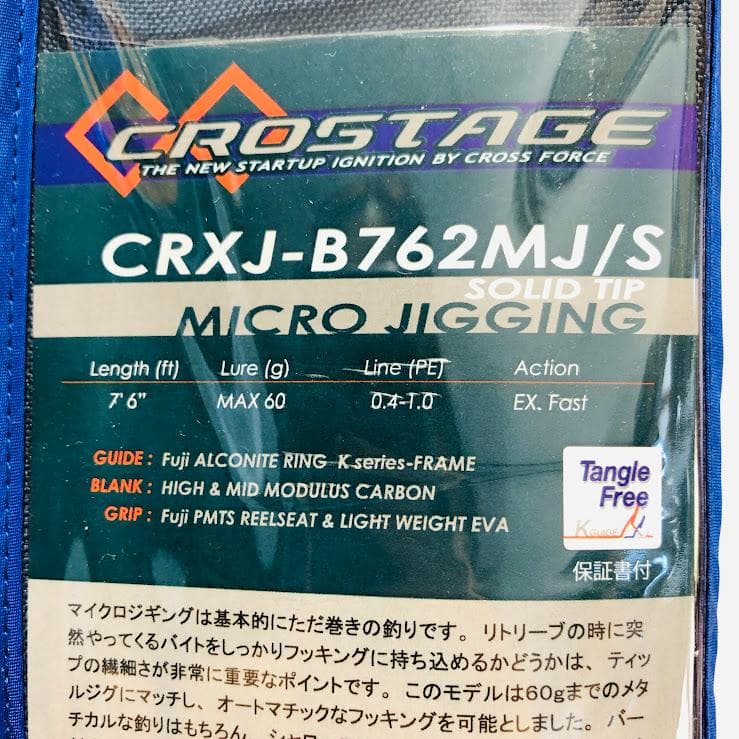 CROSTAGE
THE NEW STARTUP IGNITION BY CROSS FORCE
CRXJ-B762MJ/S
SOLID TIP
MICRO JIGGING
Length (ft) Lure (g) Line (PE) Action
7'6" MAX 60 0.4-1.0 EX. Fast
GUIDE : Fuji ALCONITE RING K series-FRAME
BLANK : HIGH & MID MODULUS CARBON
GRIP : Fuji PMTS REELSEAT & LIGHT WEIGHT EVA
Tangle
Free
K GUIDE
保証書付
マイクロジギングは基本的にただ巻きの釣りです。リトリーブの時に突
然やってくるバイトをしっかりフッキングに持ち込めるかどうかは、ティッ
プの繊細さが非常に重要なポイントです。このモデルは60gまでのメタ
ルジグにマッチし、オートマチックなフッキングを可能としました。バー
チカルな釣りはもちろん、